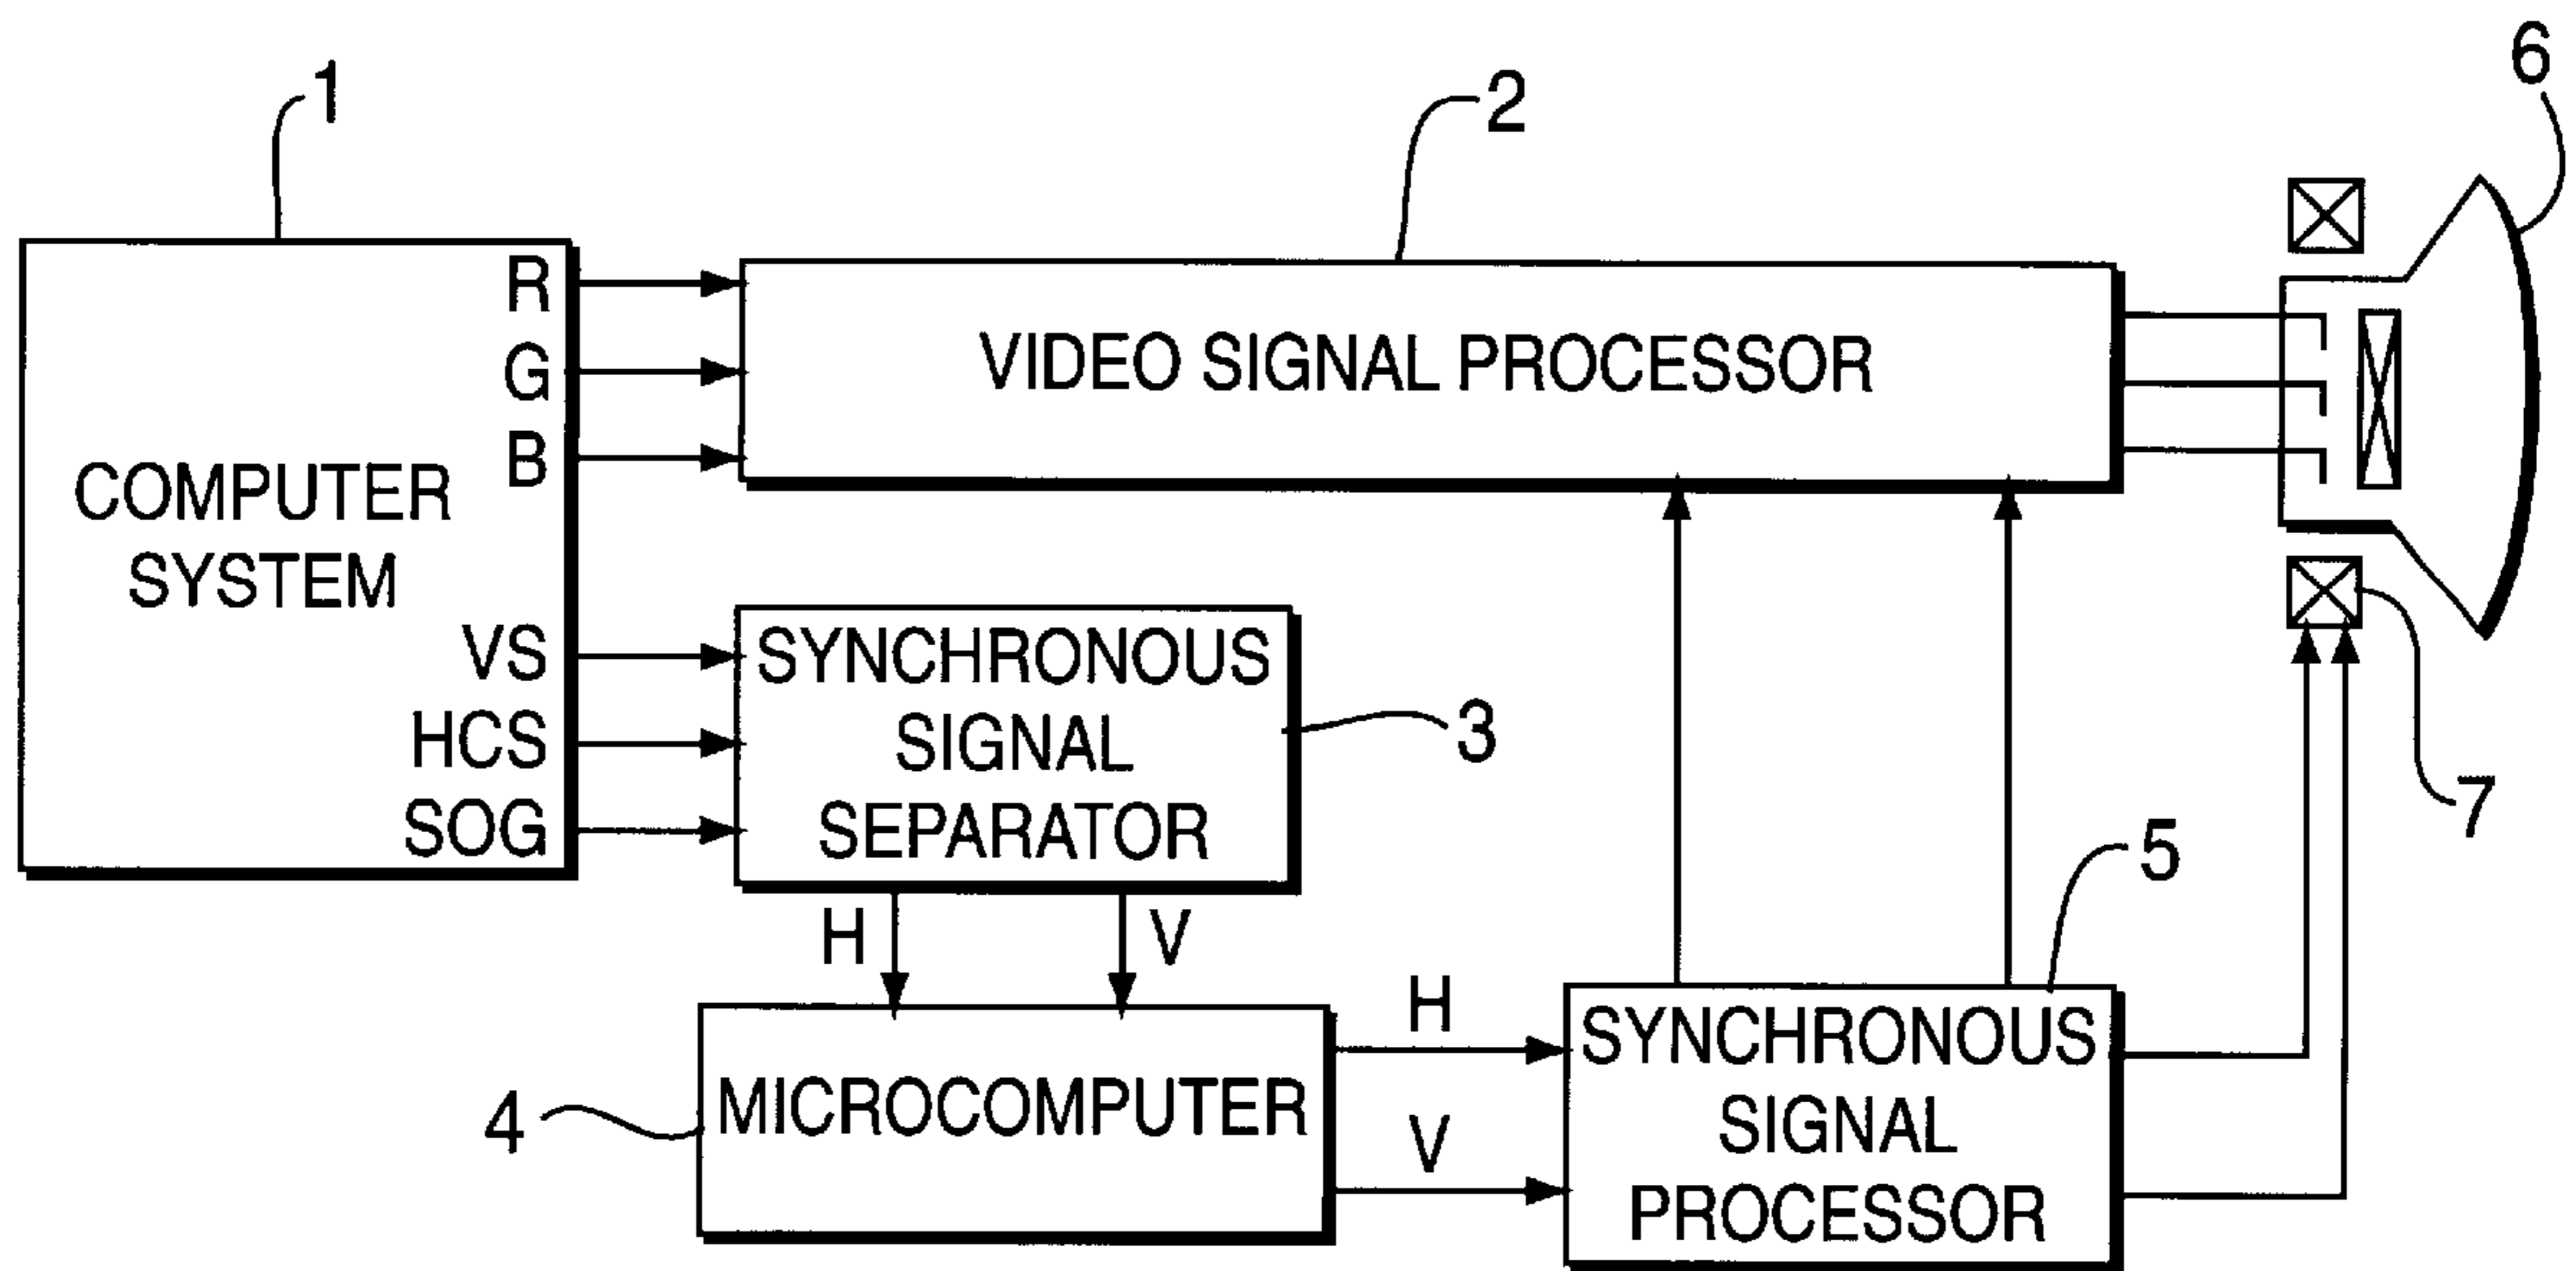 1
2
6
R
G
B
COMPUTER
SYSTEM
VS
HCS
SOG
VIDEO SIGNAL PROCESSOR
SYNCHRONOUS
SIGNAL
SEPARATOR
3
7
H
V
4
MICROCOMPUTER
H
V
5
SYNCHRONOUS
SIGNAL
PROCESSOR